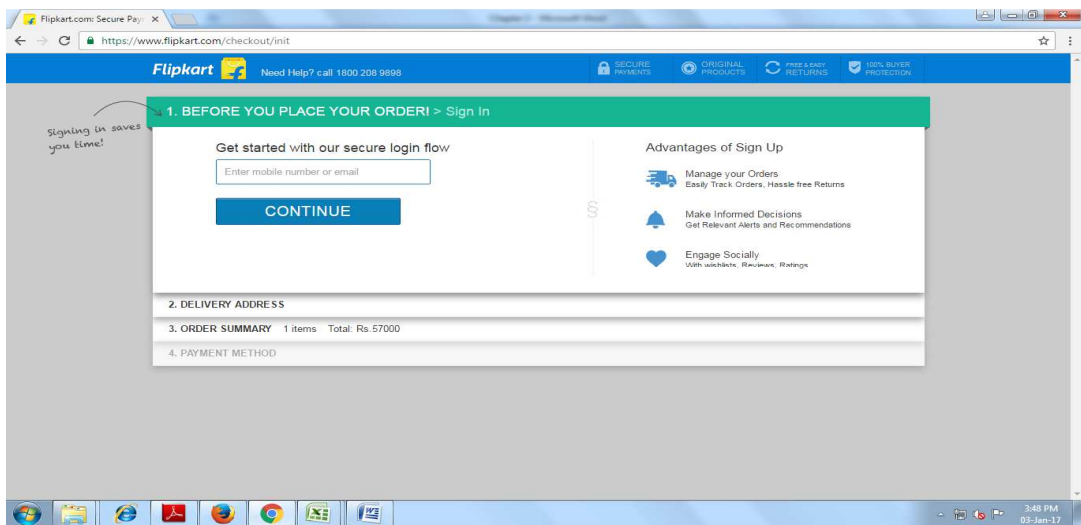 Flipkart.com: Secure Pay
https://www.flipkart.com/checkout/init
Flipkart Need Help? call 1800 208 9898
SECURE PAYMENTS
ORIGINAL PRODUCTS
FREE & EASY RETURNS
100% BUYER PROTECTION
Signing in saves
you time!
1. BEFORE YOU PLACE YOUR ORDER! > Sign In
Get started with our secure login flow
Enter mobile number or email
CONTINUE
§
Advantages of Sign Up
Manage your Orders
Easily Track Orders, Hassle free Returns
Make Informed Decisions
Get Relevant Alerts and Recommendations
Engage Socially
With wishlists, Reviews, Ratings
2. DELIVERY ADDRESS
3. ORDER SUMMARY 1 items Total: Rs.57000
4. PAYMENT METHOD
3:48 PM
03-Jan-17